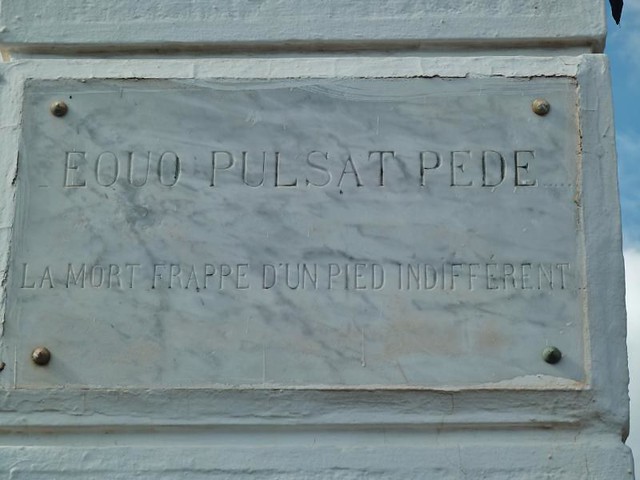 EQUO PULSAT PEDE.....
LA MORT FRAPPE D'UN PIED INDIFFÉRENT...